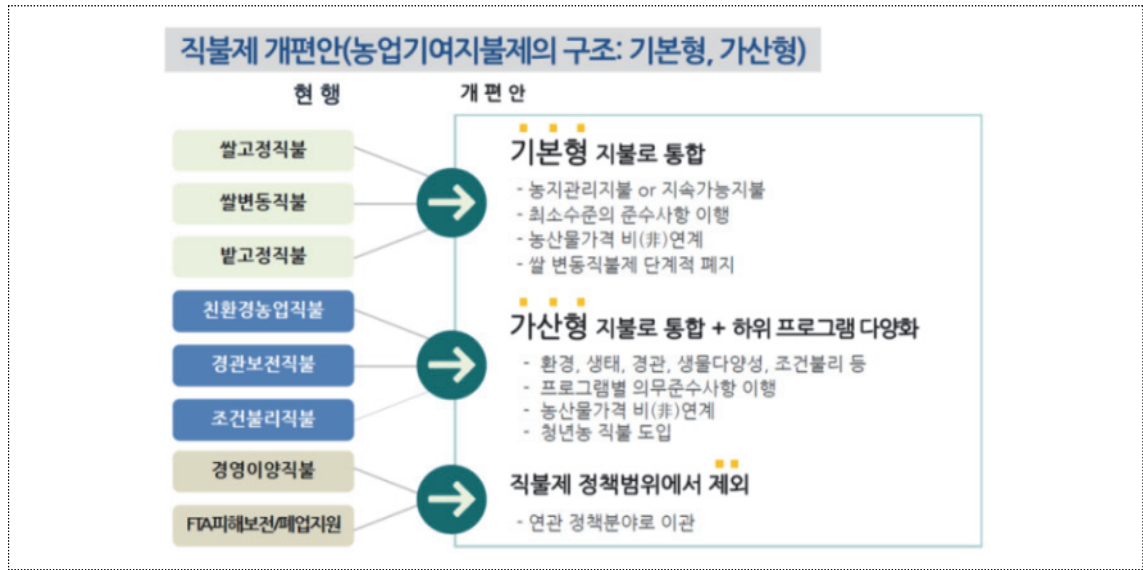 직불제 개편안(농업기여지불제의 구조: 기본형, 가산형)
현 행
개 편 안
쌀고정직불
쌀변동직불
밭고정직불
기본형 지불로 통합
- 농지관리지불 or 지속가능지불
- 최소수준의 준수사항 이행
- 농산물가격 비(非)연계
- 쌀 변동직불제 단계적 폐지
친환경농업직불
경관보전직불
조건불리직불
가산형 지불로 통합 + 하위 프로그램 다양화
- 환경, 생태, 경관, 생물다양성, 조건불리 등
- 프로그램별 의무준수사항 이행
- 농산물가격 비(非)연계
- 청년농 직불 도입
경영이양직불
FTA피해보전/폐업지원
직불제 정책범위에서 제외
- 연관 정책분야로 이관